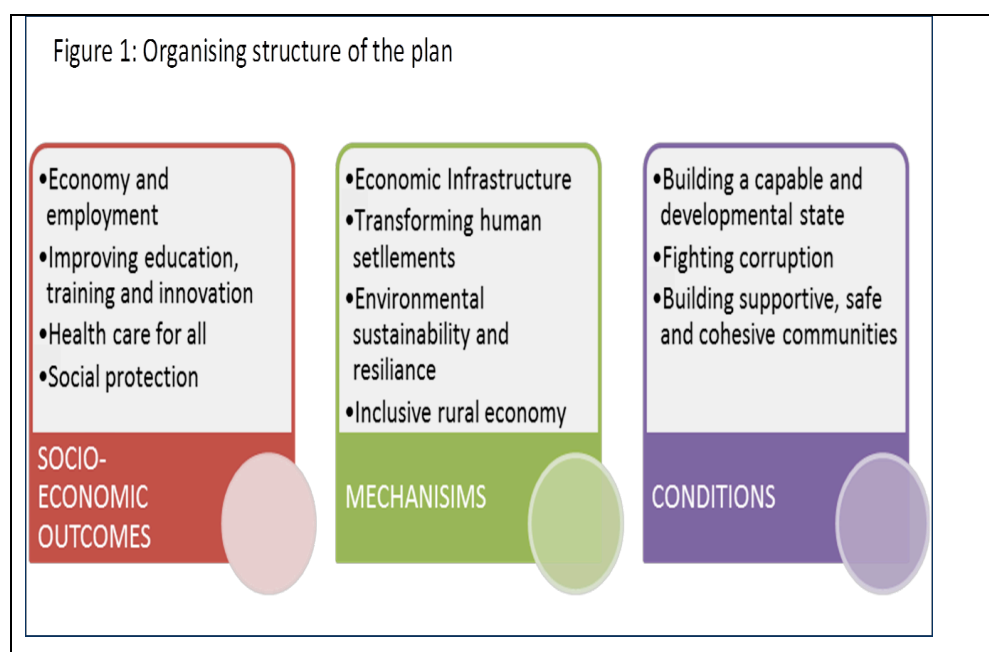 Figure 1: Organising structure of the plan
•Economy and
employment
•Improving education,
training and innovation
•Health care for all
•Social protection
SOCIO-
ECONOMIC
OUTCOMES
•Economic Infrastructure
•Transforming human
setllements
•Environmental
sustainability and
resiliance
•Inclusive rural economy
MECHANISIMS
•Building a capable and
developmental state
•Fighting corruption
•Building supportive, safe
and cohesive communities
CONDITIONS